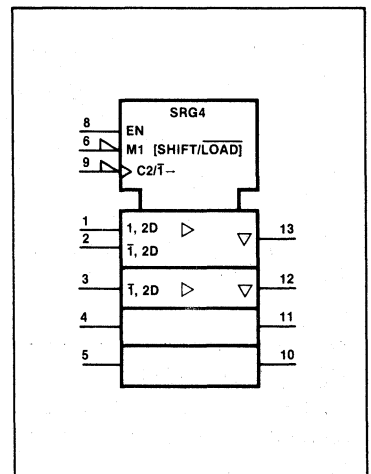 SRG4
8 EN
6 M1 [SHIFT/L̅O̅A̅D̅]
9 C2/1̅→
1 1, 2D 13
2 1̅, 2D
3 1̅, 2D 12
4 11
5 10